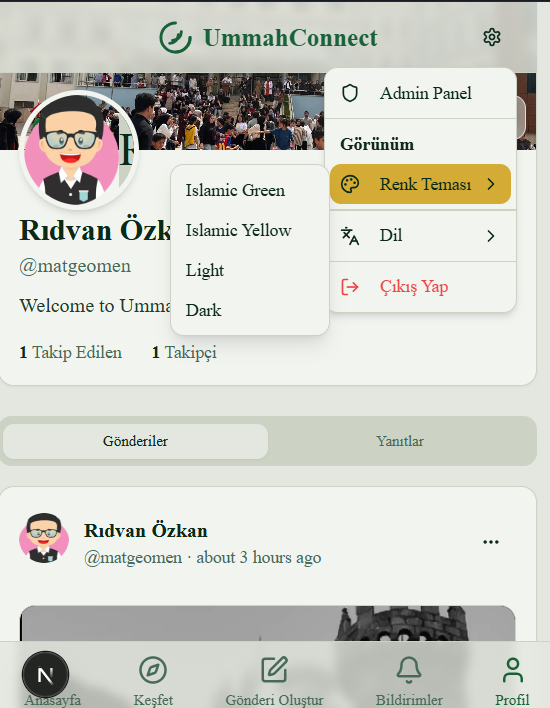 UmmahConnect
Admin Panel
Görünüm
Renk Teması
Islamic Green
Islamic Yellow
Light
Dark
Dil
Çıkış Yap
Rıdvan Özk
@matgeomen
Welcome to Umma
1 Takip Edilen 1 Takipçi
Gönderiler Yanıtlar
Rıdvan Özkan
@matgeomen · about 3 hours ago
N
Anasayfa Keşfet Gönderi Oluştur Bildirimler Profil